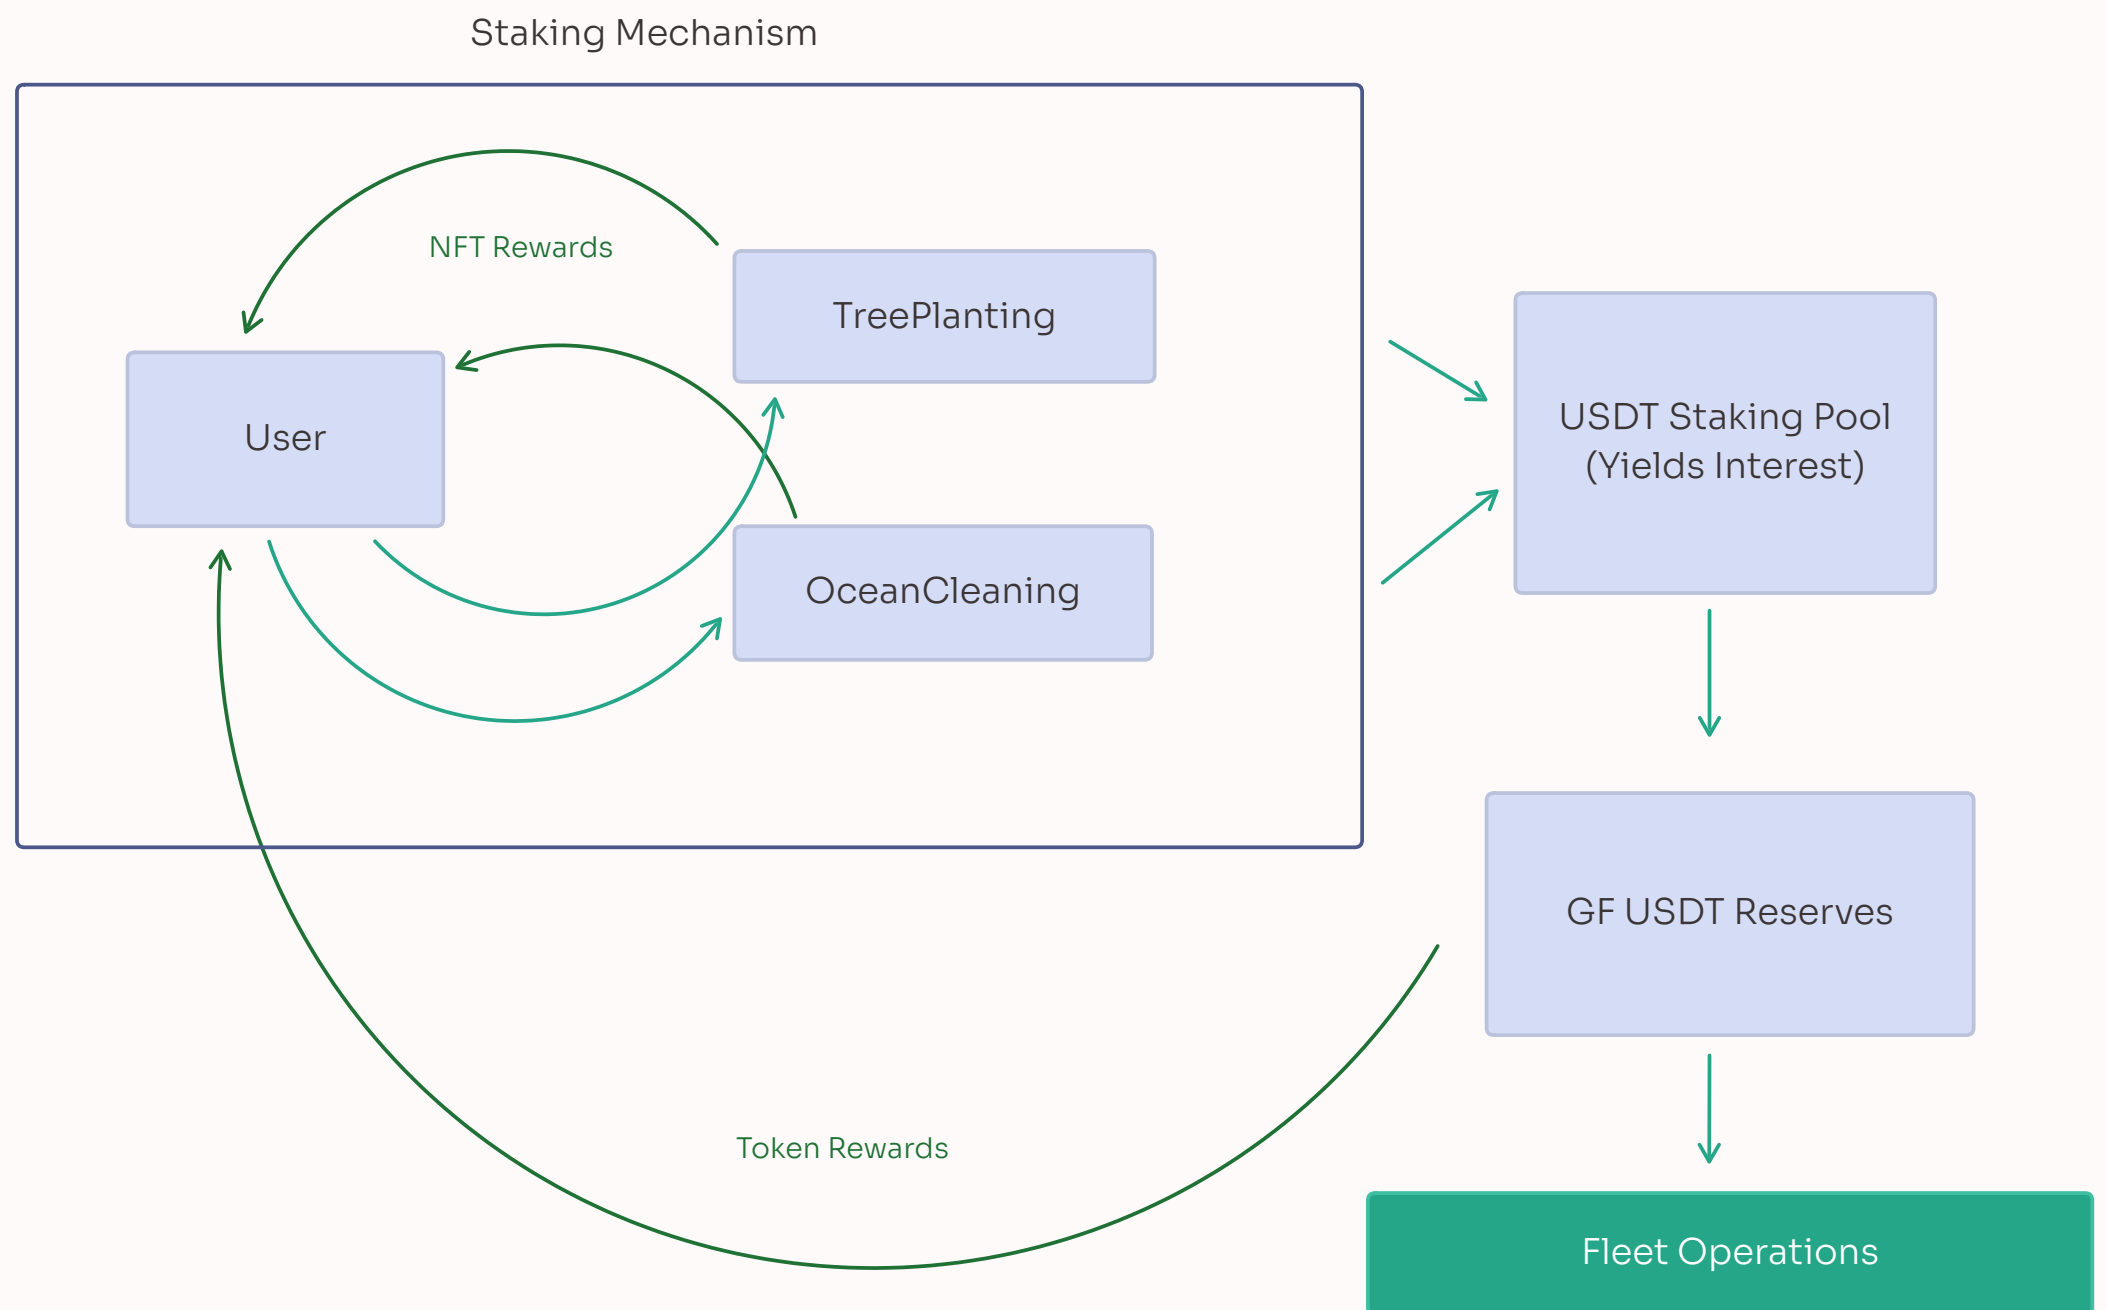 Staking Mechanism
NFT Rewards
TreePlanting
User
OceanCleaning
USDT Staking Pool
(Yields Interest)
GF USDT Reserves
Token Rewards
Fleet Operations